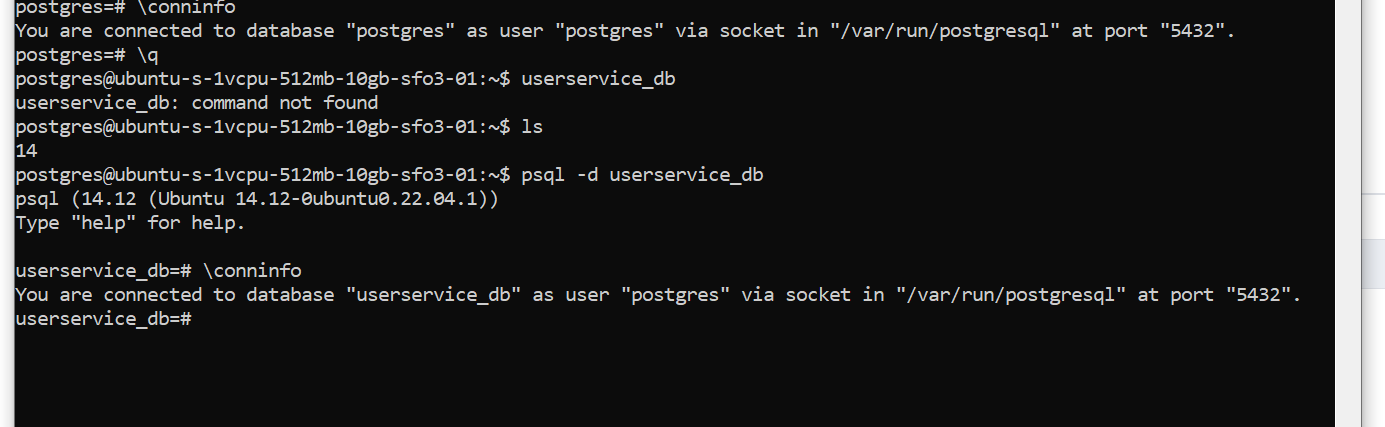 postgres=# \conninfo
You are connected to database "postgres" as user "postgres" via socket in "/var/run/postgresql" at port "5432".
postgres=# \q
postgres@ubuntu-s-1vcpu-512mb-10gb-sfo3-01:~$ userservice_db
userservice_db: command not found
postgres@ubuntu-s-1vcpu-512mb-10gb-sfo3-01:~$ ls
14
postgres@ubuntu-s-1vcpu-512mb-10gb-sfo3-01:~$ psql -d userservice_db
psql (14.12 (Ubuntu 14.12-0ubuntu0.22.04.1))
Type "help" for help.

userservice_db=# \conninfo
You are connected to database "userservice_db" as user "postgres" via socket in "/var/run/postgresql" at port "5432".
userservice_db=#